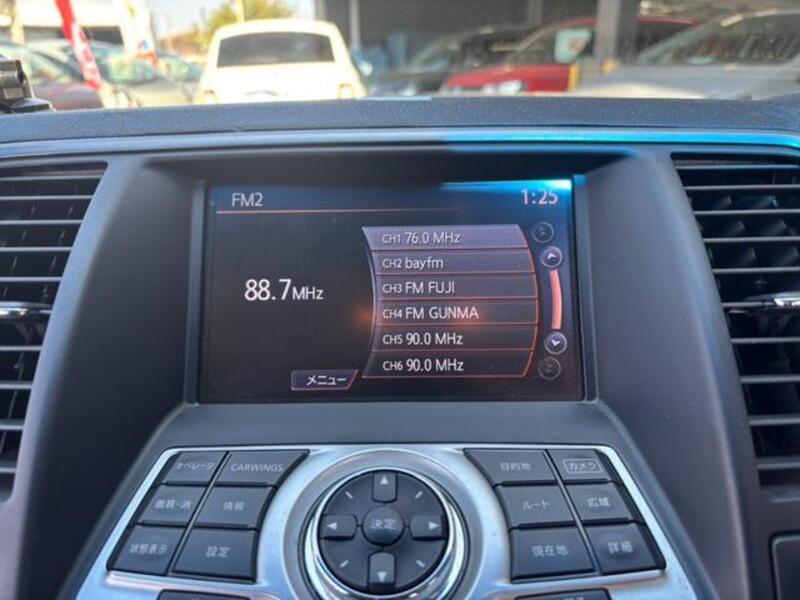 FM2
1:25
88.7MHz
CH1 76.0 MHz
CH2 bayfm
CH3 FM FUJI
CH4 FM GUNMA
CH5 90.0 MHz
CH6 90.0 MHz
メニュー
オペレータ
CARWINGS
画質・消
情報
状態表示
設定
決定
目的地
カメラ
ルート
広域
現在地
詳細